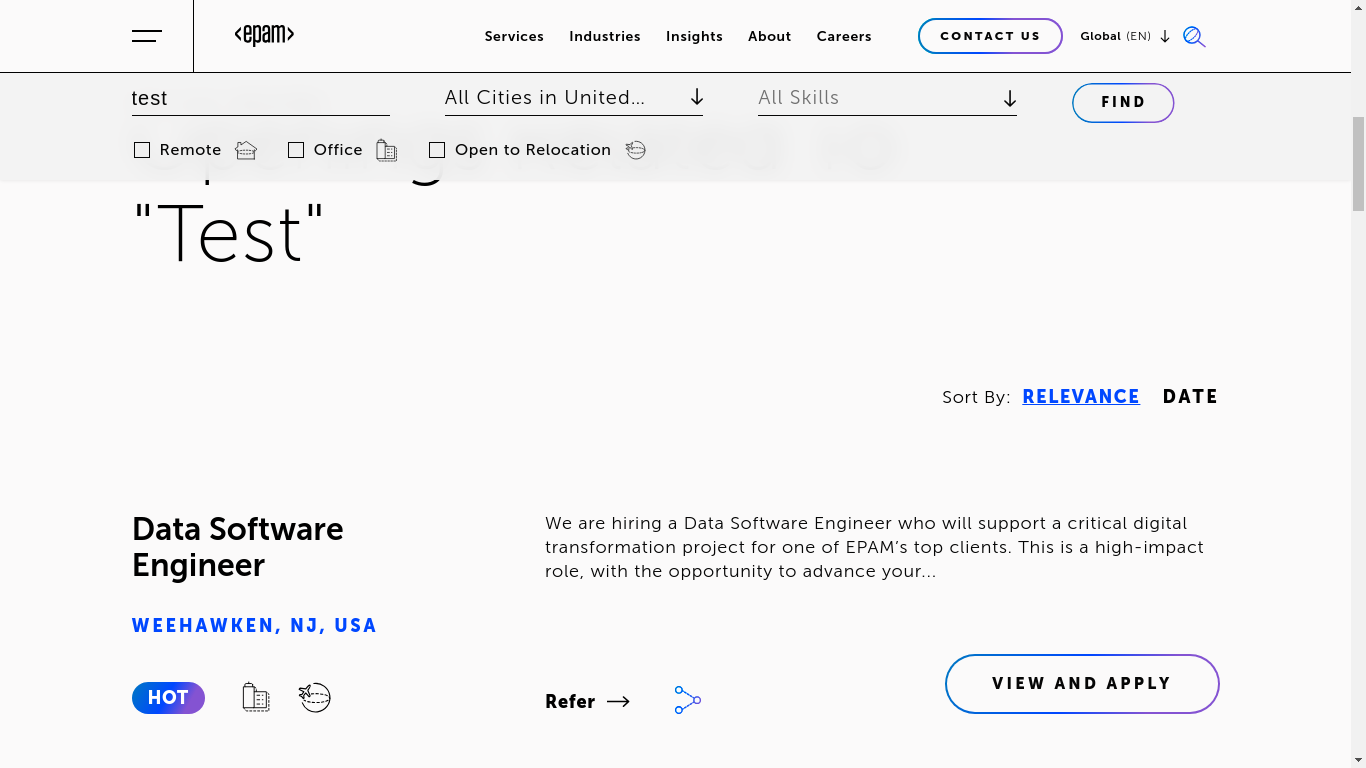 <epam>
Services
Industries
Insights
About
Careers
CONTACT US
Global (EN)
test
All Cities in United...
All Skills
FIND
Remote
Office
Open to Relocation
"Test"
Sort By: RELEVANCE DATE
Data Software
Engineer
WEEHAWKEN, NJ, USA
HOT
We are hiring a Data Software Engineer who will support a critical digital
transformation project for one of EPAM’s top clients. This is a high-impact
role, with the opportunity to advance your...
Refer
VIEW AND APPLY